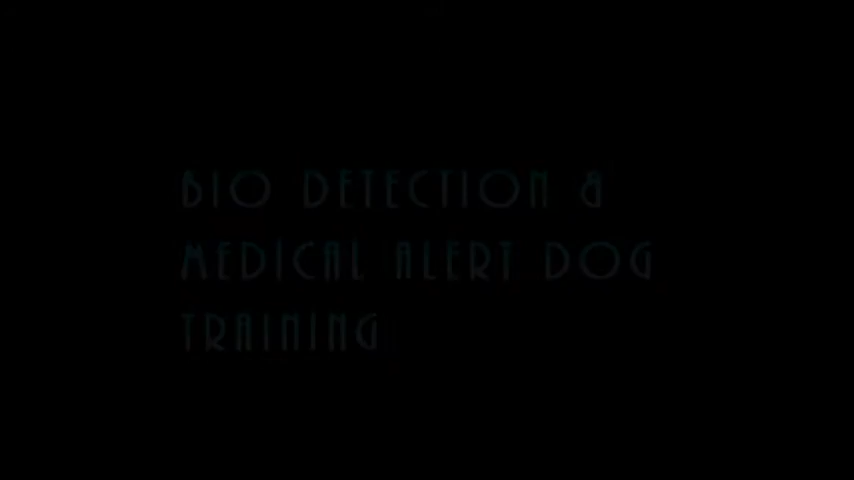 BIO DETECTION &
MEDICAL ALERT DOG
TRAINING